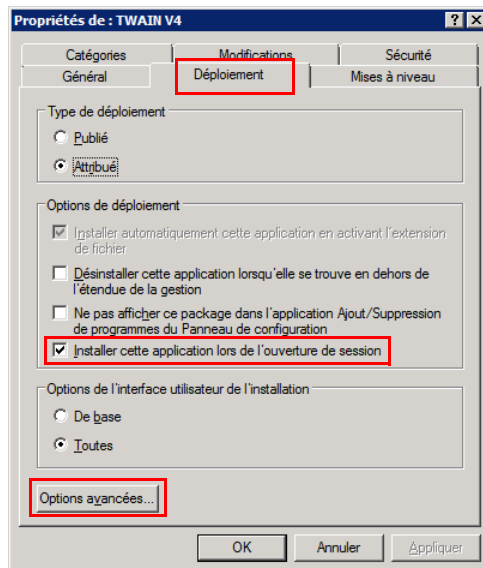 Propriétés de : TWAIN V4
Catégories Modifications Sécurité
Général Déploiement Mises à niveau
Type de déploiement
Publié
Attribué
Options de déploiement
Installer automatiquement cette application en activant l'extension
de fichier
Désinstaller cette application lorsqu'elle se trouve en dehors de
l'étendue de la gestion
Ne pas afficher ce package dans l'application Ajout/Suppression
de programmes du Panneau de configuration
Installer cette application lors de l'ouverture de session
Options de l'interface utilisateur de l'installation
De base
Toutes
Options avancées...
OK Annuler Appliquer